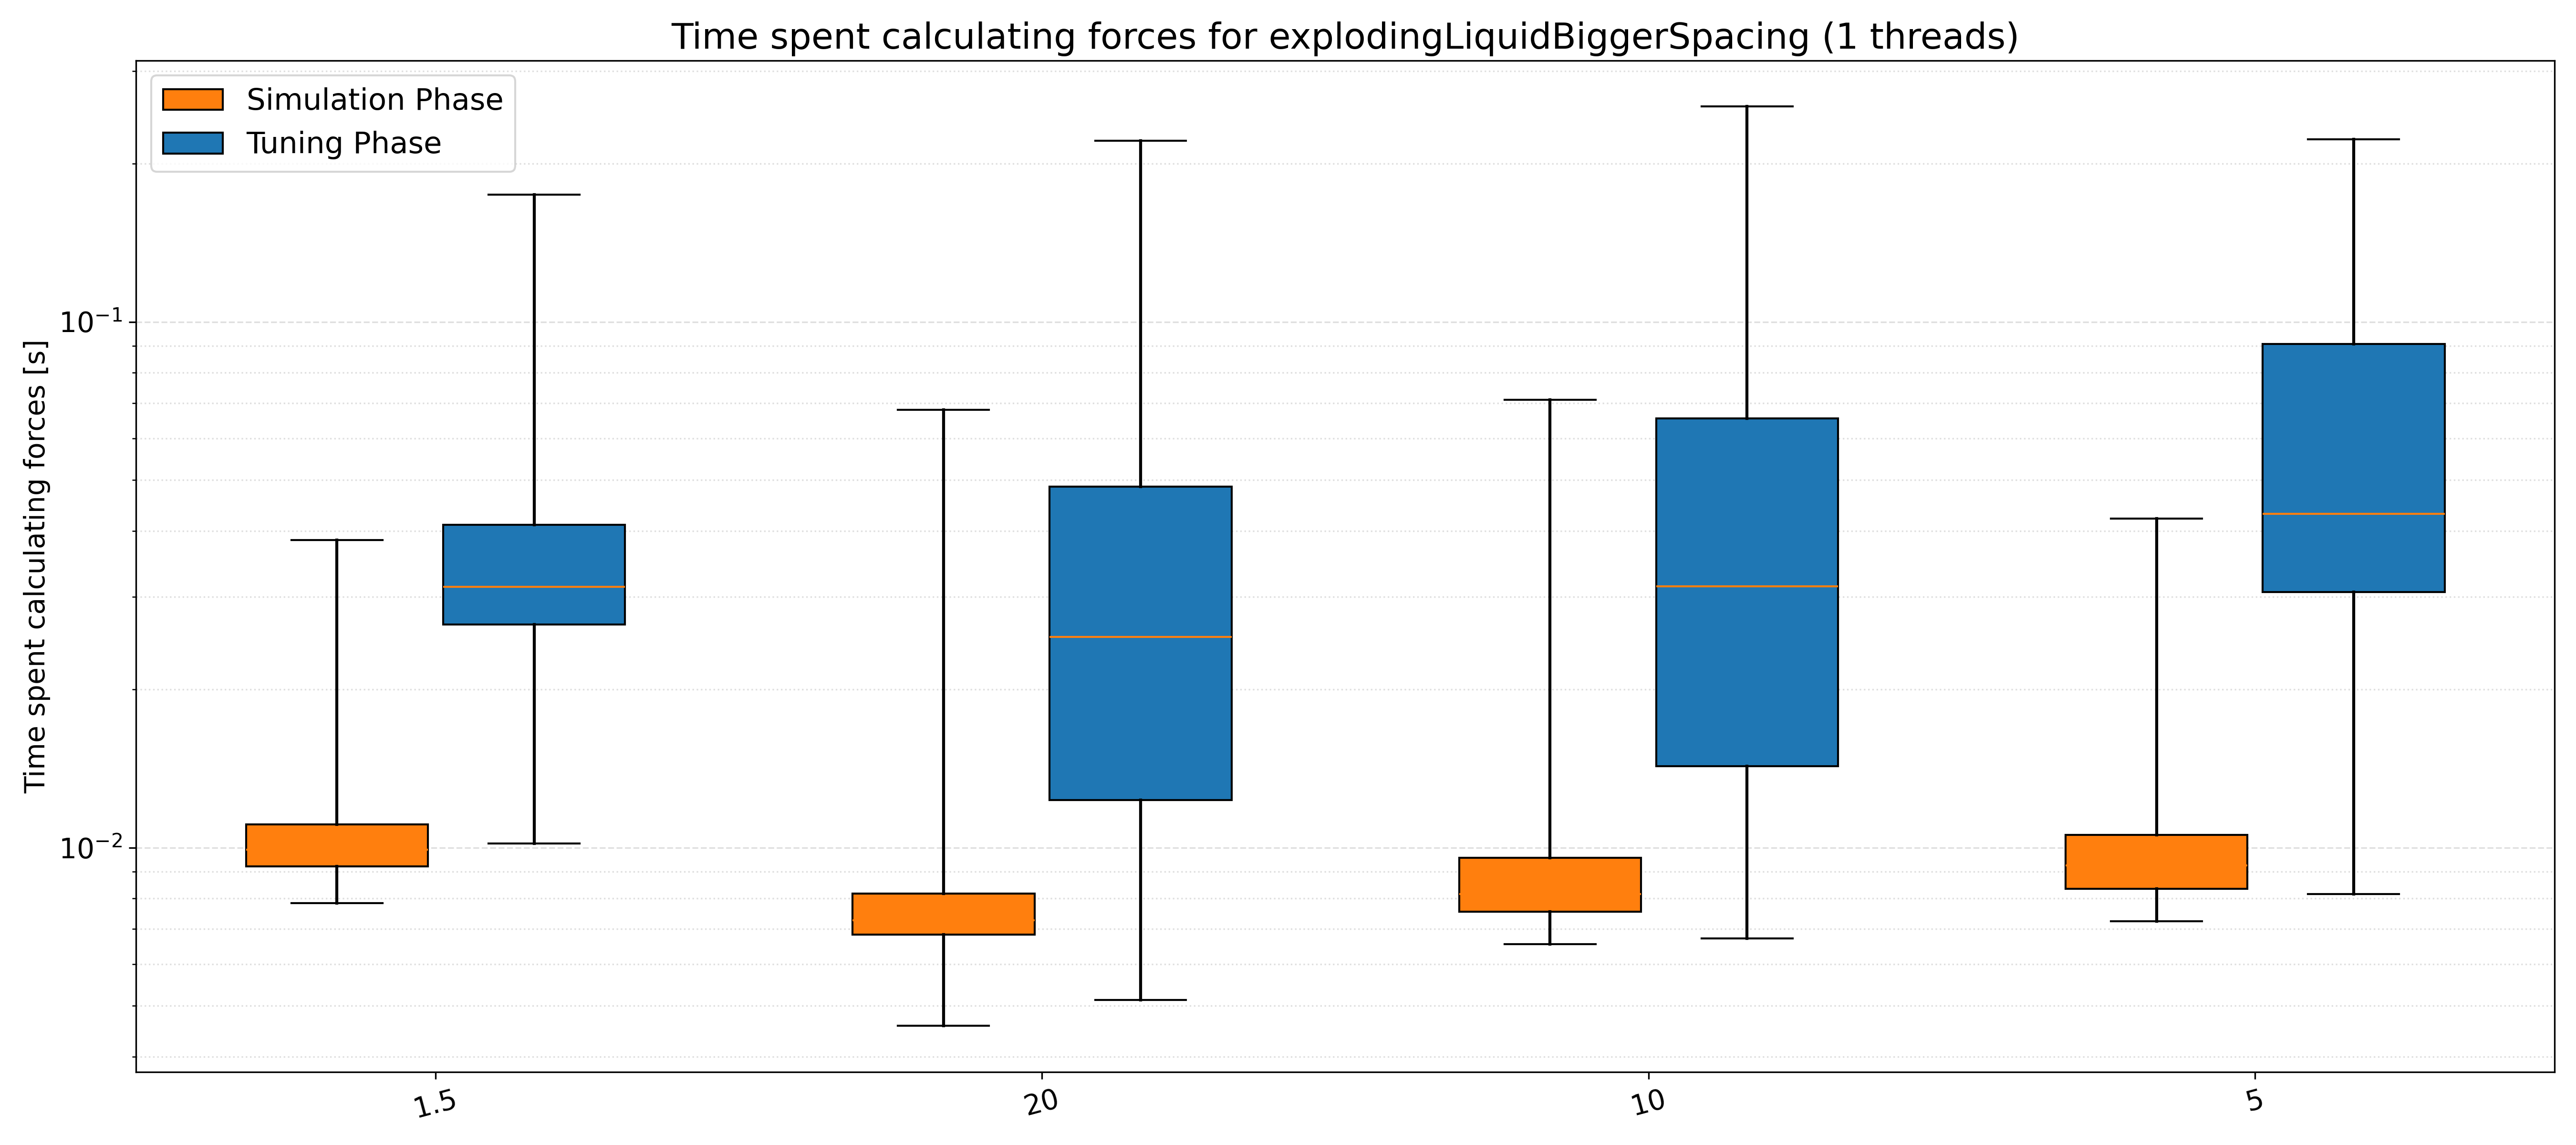 Time spent calculating forces for explodingLiquidBiggerSpacing (1 threads)
Simulation Phase
Tuning Phase
Time spent calculating forces [s]
10⁻¹
10⁻²
1.5
20
10
5